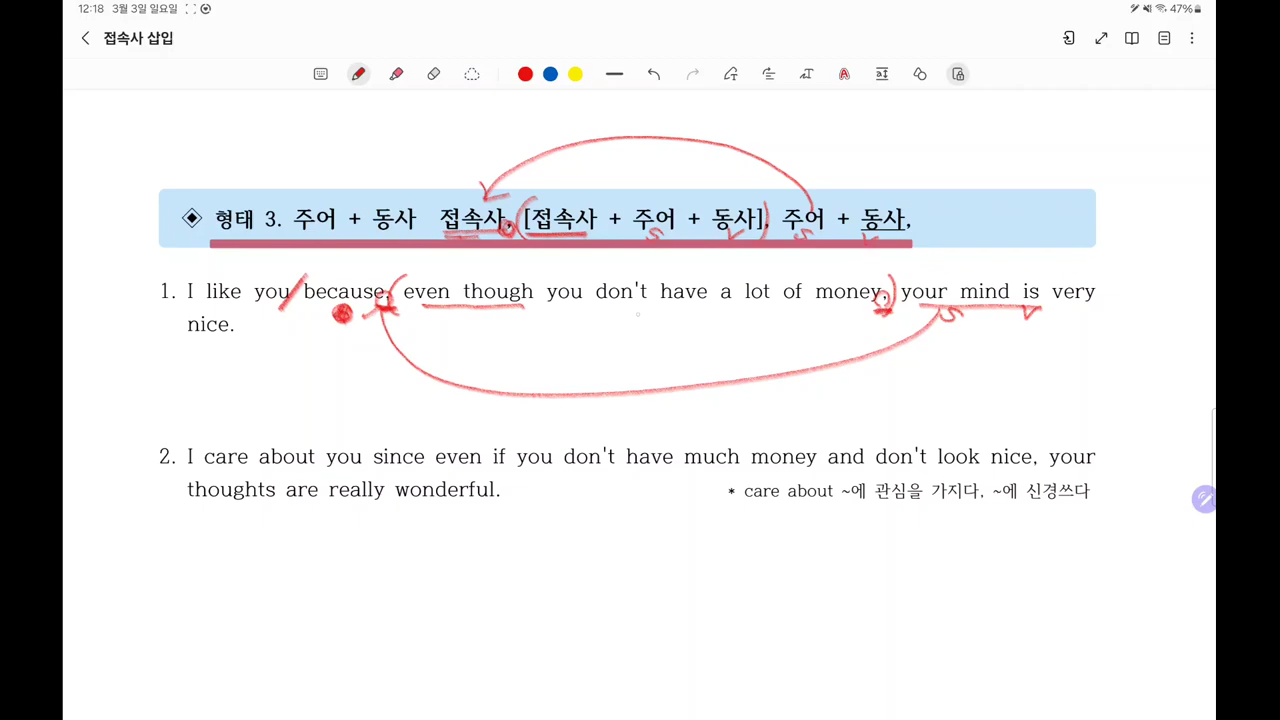 12:18 3월 3일 일요일
47%
접속사 삽입
◈ 형태 3. 주어 + 동사 접속사, [접속사 + 주어 + 동사], 주어 + 동사,
s v s v
1. I like you because, even though you don't have a lot of money, your mind is very
s v
nice.
2. I care about you since even if you don't have much money and don't look nice, your
thoughts are really wonderful.
* care about ~에 관심을 가지다, ~에 신경쓰다